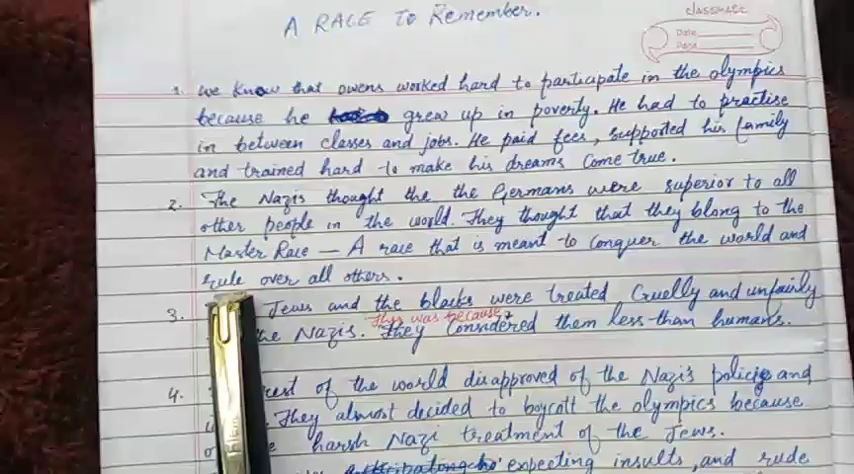 A RACE To Remember.
classmate
Date
Page
1. We know that owens worked hard to participate in the olympics
because he grew up in poverty. He had to practise
in between classes and jobs. He paid fees, supported his family
and trained hard to make his dreams Come true.
2. The Nazis thought the the Germans were superior to all
other people in the world. They thought that they blong to the
Master Race – A race that is meant to Conquer the world and
rule over all others.
3. Jews and the blacks were treated Cruelly and unfairly
This was because
the Nazis. They Considered them less than humans.
4. rest of the world disapproved of the Nazi's policies and
. They almost decided to boycott the olympics because
harsh Nazi treatment of the Jews.
expecting insults, and rude